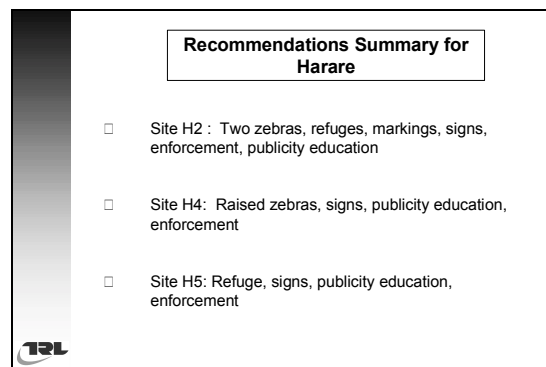 Recommendations Summary for
Harare
Site H2 : Two zebras, refuges, markings, signs,
enforcement, publicity education
Site H4: Raised zebras, signs, publicity education,
enforcement
Site H5: Refuge, signs, publicity education,
enforcement
TRL